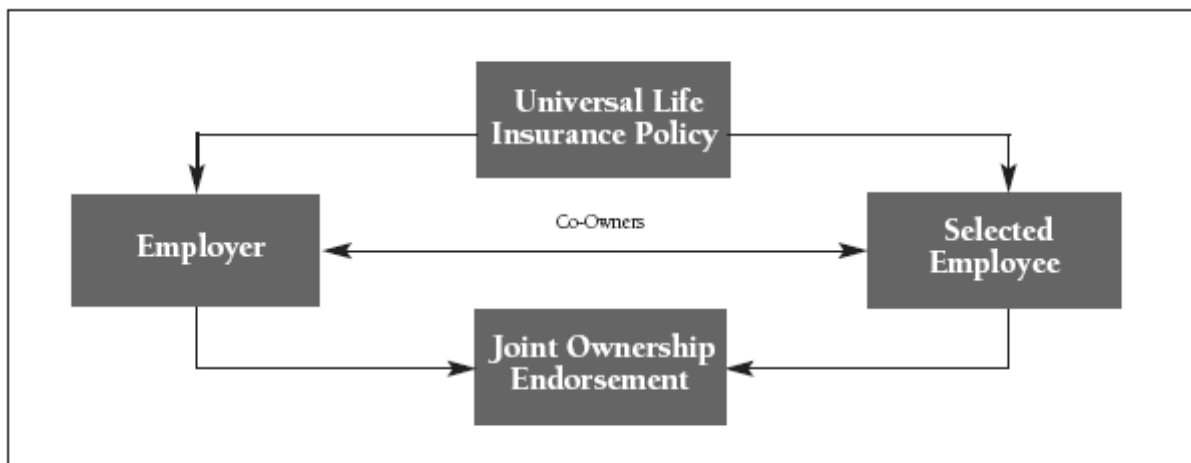 Universal Life
Insurance Policy
Co-Owners
Employer
Selected
Employee
Joint Ownership
Endorsement